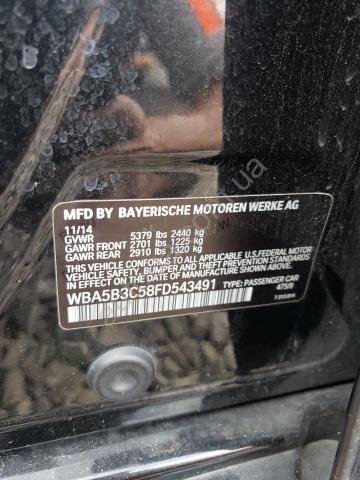 MFD BY BAYERISCHE MOTOREN WERKE AG
11/14
GVWR 5379 lbs 2440 kg
GAWR FRONT 2701 lbs 1225 kg
GAWR REAR 2910 lbs 1320 kg
THIS VEHICLE CONFORMS TO ALL APPLICABLE U.S. FEDERAL
MOTOR VEHICLE SAFETY, BUMPER, AND THEFT
PREVENTION STANDARDS IN EFFECT ON THE DATE OF
MANUFACTURE SHOWN ABOVE.
WBA5B3C58FD543491 TYPE: PASSENGER CAR
475/9